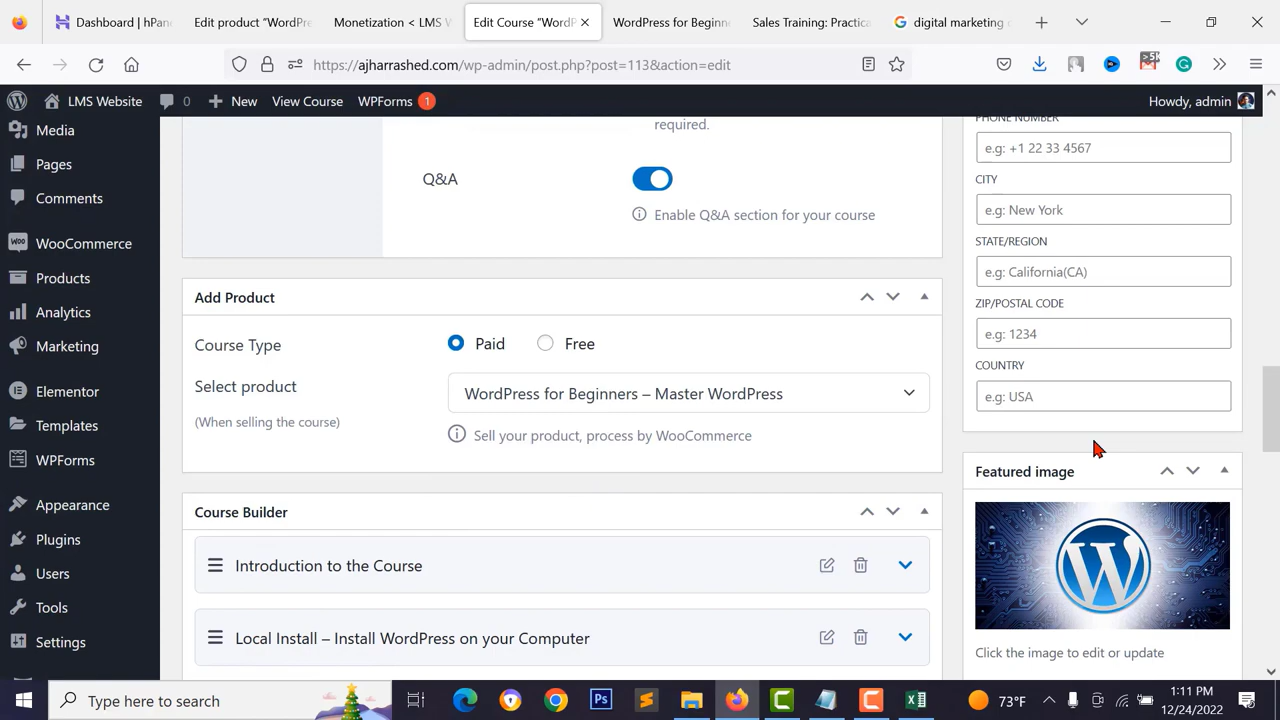 Dashboard | hPan
Edit product “WordPre
Monetization < LMS V
Edit Course “WordP
WordPress for Beginn
Sales Training: Practica
digital marketing c
https://ajharrashed.com/wp-admin/post.php?post=113&action=edit
LMS Website
0
New
View Course
WPForms 1
Howdy, admin
Media
Pages
Comments
WooCommerce
Products
Analytics
Marketing
Elementor
Templates
WPForms
Appearance
Plugins
Users
Tools
Settings
required.
Q&A
Enable Q&A section for your course
Add Product
Course Type
Paid
Free
Select product
(When selling the course)
WordPress for Beginners – Master WordPress
Sell your product, process by WooCommerce
Course Builder
Introduction to the Course
Local Install – Install WordPress on your Computer
PHONE NUMBER
e.g: +1 22 33 4567
CITY
e.g: New York
STATE/REGION
e.g: California(CA)
ZIP/POSTAL CODE
e.g: 1234
COUNTRY
e.g: USA
Featured image
Click the image to edit or update
Type here to search
73°F
1:11 PM
12/24/2022